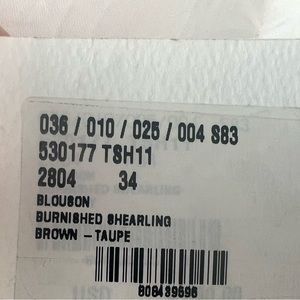 036 / 010 / 025 / 004 S83
530177 TSH11
2804 34
BLOUSON
BURNISHED SHEARLING
BROWN - TAUPE
808439696